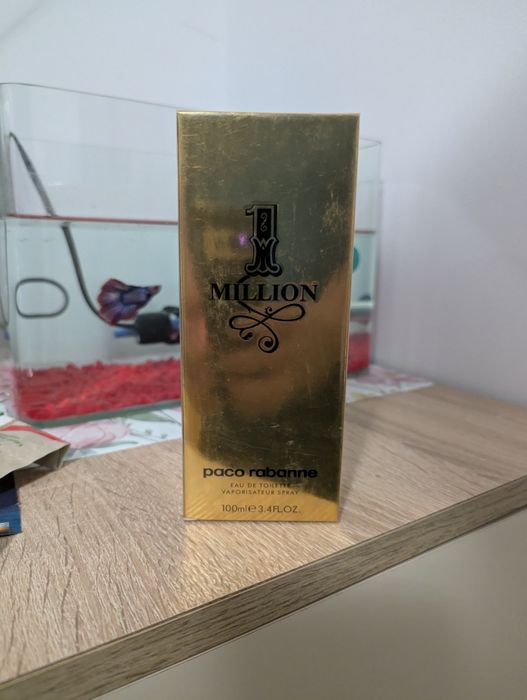 1
MILLION
paco rabanne
EAU DE TOILETTE
VAPORISATEUR SPRAY
100ml e 3.4FL.OZ.